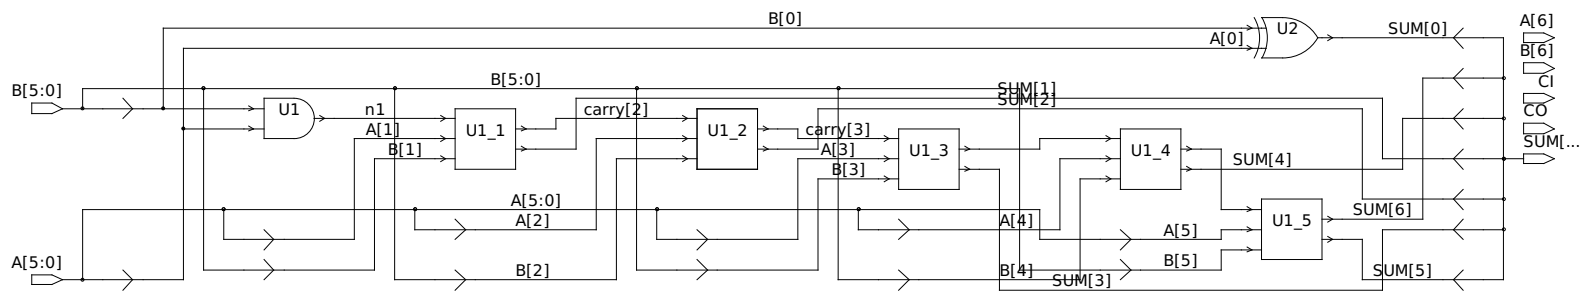 B[0]
U2
SUM[0]
A[6]
A[0]
B[6]
B[5:0]
B[5:0]
SUM[1]
CI
U1
n1
carry[2]
SUM[2]
CO
A[1]
U1_1
U1_2
carry[3]
SUM[...
B[1]
A[3]
U1_3
U1_4
SUM[4]
B[3]
A[5:0]
A[2]
A[4]
A[5]
U1_5
SUM[6]
A[5:0]
B[2]
B[4]
B[5]
SUM[3]
SUM[5]